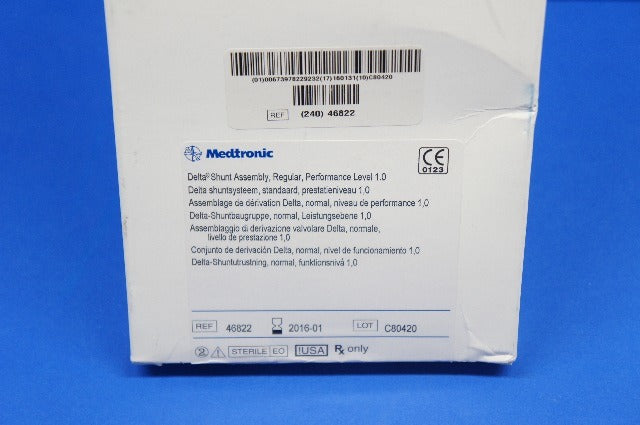 (01)00673978229232(17)160131(10)C80420
REF (240) 46822
Medtronic
CE
0123
Delta® Shunt Assembly, Regular, Performance Level 1.0
Delta shuntsysteem, standaard, prestatieniveau 1,0
Assemblage de dérivation Delta, normal, niveau de performance 1,0
Delta-Shuntbaugruppe, normal, Leistungsebene 1,0
Assemblaggio di derivazione valvolare Delta, normale,
livello de prestazione 1,0
Conjunto de derivación Delta, normal, nivel de funcionamiento 1,0
Delta-Shuntutrustning, normal, funktionsnivå 1,0
REF 46822 2016-01 LOT C80420
2 STERILE EO !USA Rx only